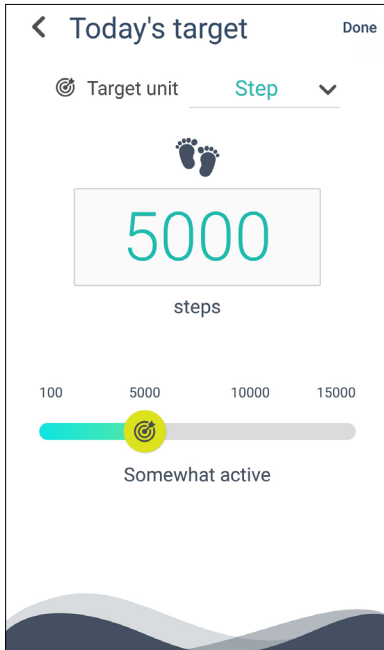 Today's target Done
Target unit Step
5000
steps
100 5000 10000 15000
Somewhat active